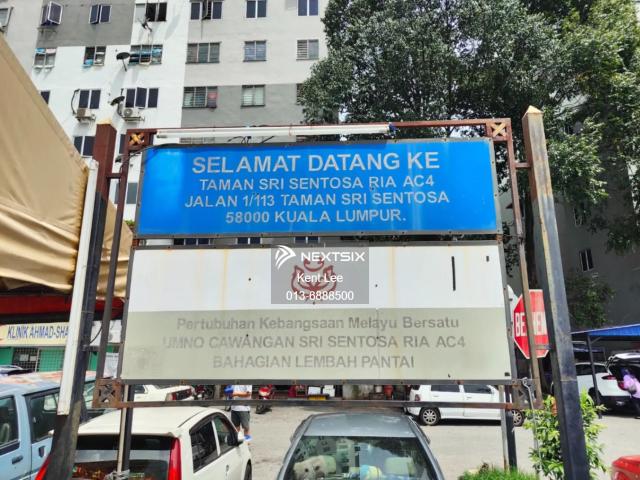 SELAMAT DATANG KE
TAMAN SRI SENTOSA RIA AC4
JALAN 1/113 TAMAN SRI SENTOSA
58000 KUALA LUMPUR.
NEXTSIX
Kent Lee
013-6888500
Pertubuhan Kebangsaan Melayu Bersatu
UMNO CAWANGAN SRI SENTOSA RIA AC4
BAHAGIAN LEMBAH PANTAI
KLINIK AHMAD-SHA